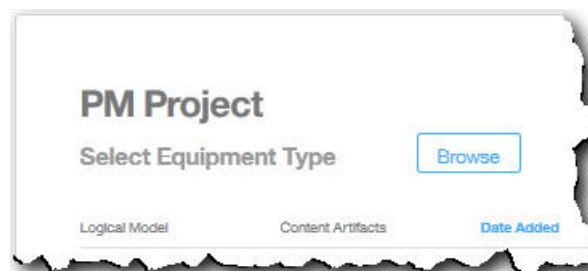 PM Project
Select Equipment Type Browse
Logical Model Content Artifacts Date Added